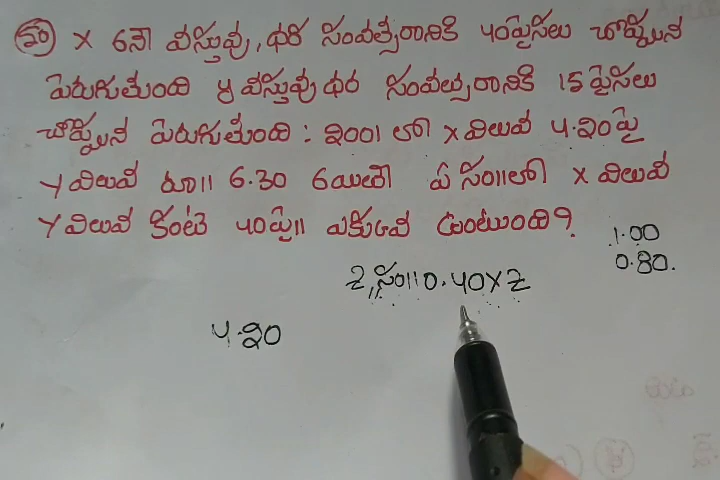 20 X అనే వస్తువు, ధర సంవత్సరానికి 40పైసలు చొప్పున
పెరుగుతుంది y వస్తువు ధర సంవత్సరానికి 15 పైసలు
చొప్పున పెరుగుతుంది : 2001 లో x విలువ 4.20పై
y విలువ రూ॥ 6.30 అయితే ఏ సం॥లో x విలువ
y విలువ కంటే 40పై॥ ఎక్కువ ఉంటుంది?
1.00
0.80.
Z సం॥ 0.40XZ
4.20